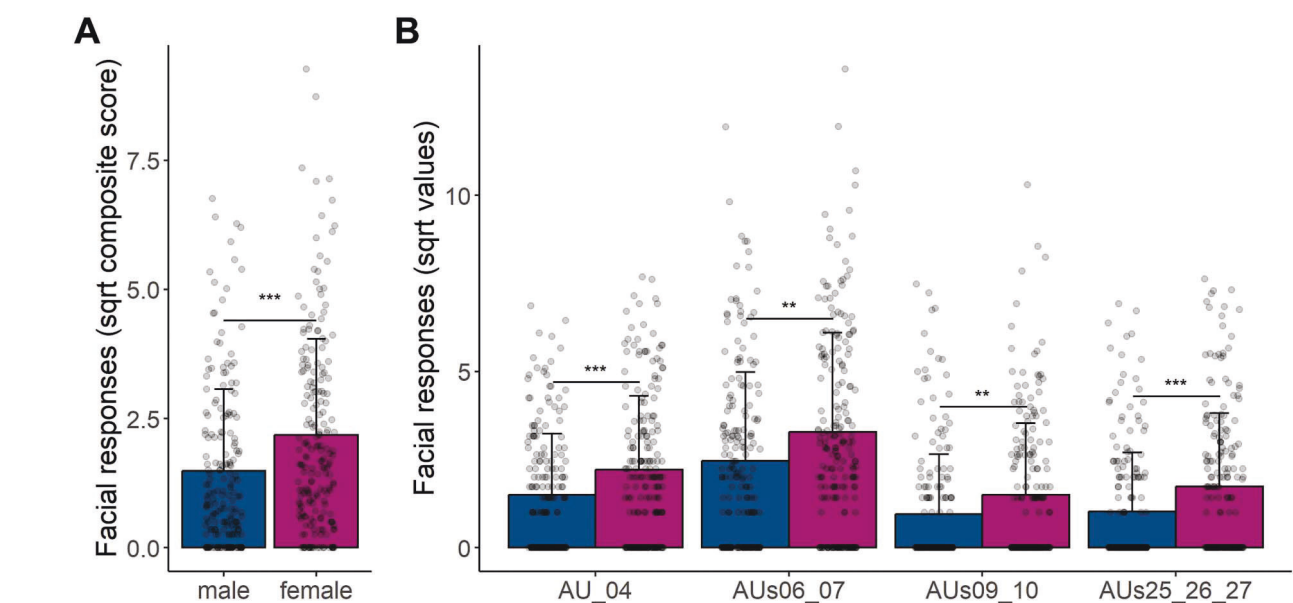 A
B
Facial responses (sqrt composite score)
7.5
5.0
2.5
0.0
***
male female
Facial responses (sqrt values)
10
5
0
***
**
**
***
AU_04 AUs06_07 AUs09_10 AUs25_26_27